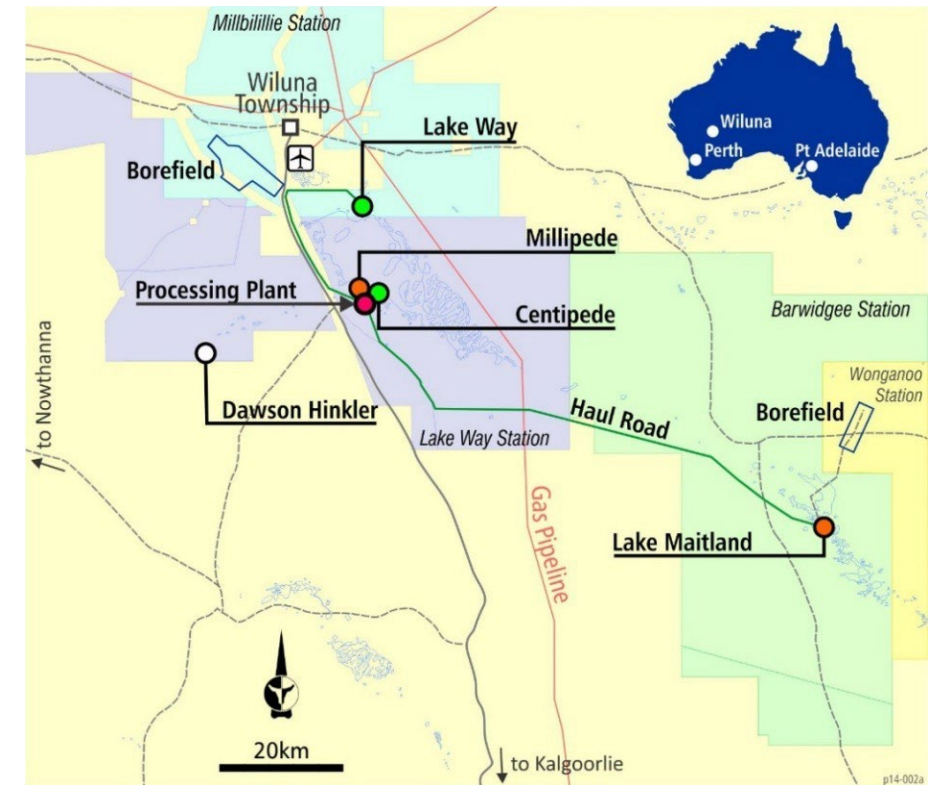 Millbilillie Station
Wiluna
Township
Lake Way
Borefield
Wiluna
Perth
Pt Adelaide
Millipede
Processing Plant
Centipede
Barwidgee Station
Wonganoo
Station
Borefield
to Nowthanna
Dawson Hinkler
Lake Way Station
Haul Road
Gas Pipeline
Lake Maitland
20km
to Kalgoorlie
p14-002a